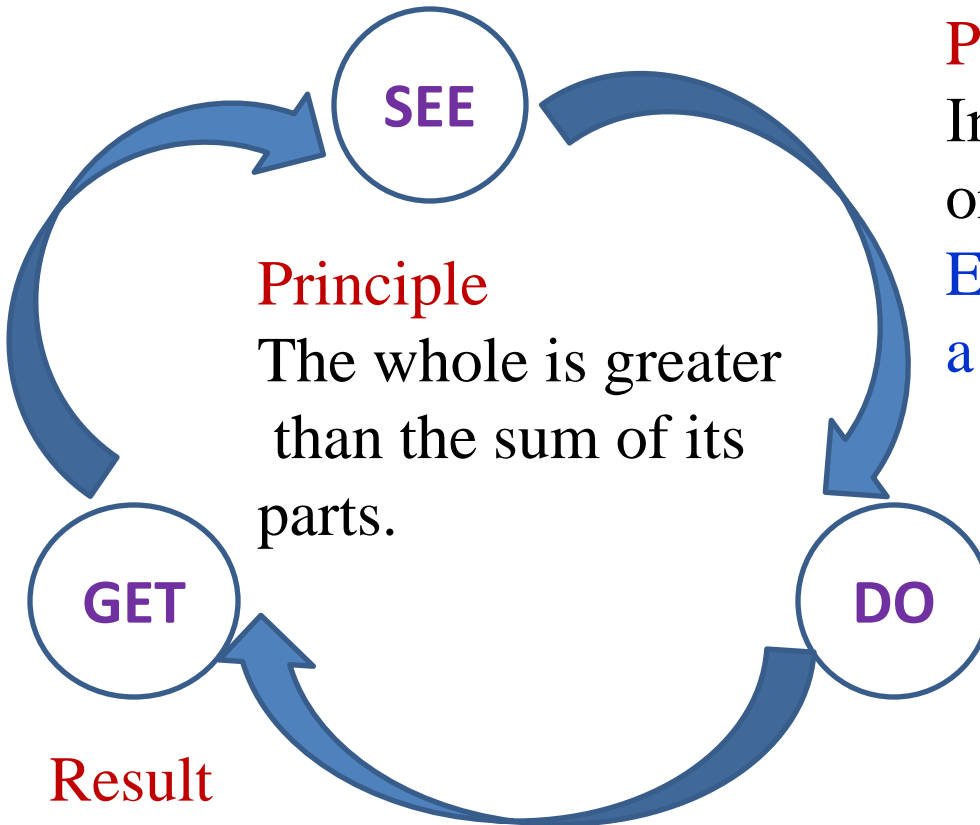 SEE
Principle
The whole is greater
than the sum of its
parts.
GET
DO
Result
a